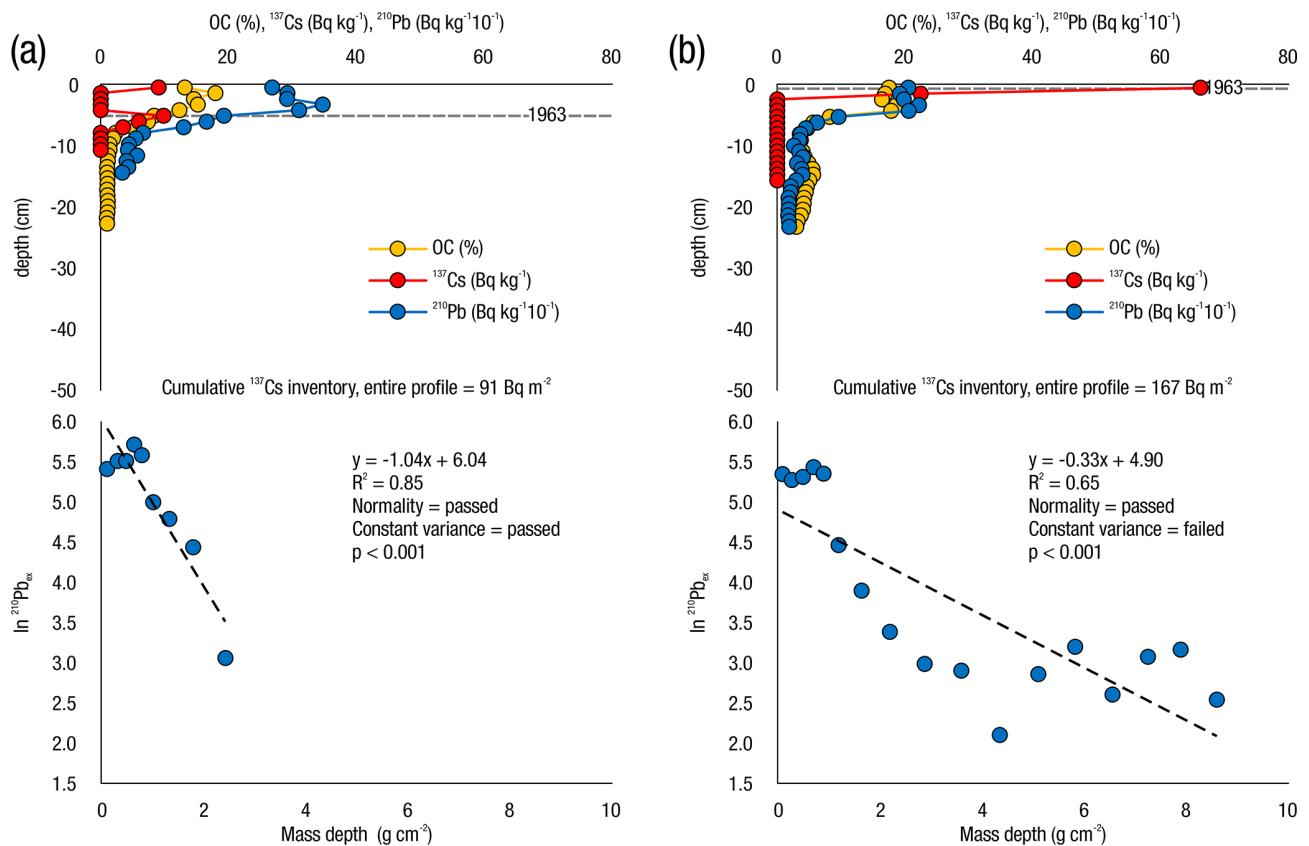 (a)
OC (%), ¹³⁷Cs (Bq kg⁻¹), ²¹⁰Pb (Bq kg⁻¹10⁻¹)
0 20 40 60 80
0
-10
-20
-30
-40
-50
depth (cm)
1963
OC (%)
¹³⁷Cs (Bq kg⁻¹)
²¹⁰Pb (Bq kg⁻¹10⁻¹)
Cumulative ¹³⁷Cs inventory, entire profile = 91 Bq m⁻²
6.0
5.5
5.0
4.5
4.0
3.5
3.0
2.5
2.0
1.5
ln ²¹⁰Pbₑₓ
y = -1.04x + 6.04
R² = 0.85
Normality = passed
Constant variance = passed
p < 0.001
0 2 4 6 8 10
Mass depth (g cm⁻²)
(b)
OC (%), ¹³⁷Cs (Bq kg⁻¹), ²¹⁰Pb (Bq kg⁻¹10⁻¹)
0 20 40 60 80
0
-10
-20
-30
-40
-50
depth (cm)
1963
OC (%)
¹³⁷Cs (Bq kg⁻¹)
²¹⁰Pb (Bq kg⁻¹10⁻¹)
Cumulative ¹³⁷Cs inventory, entire profile = 167 Bq m⁻²
6.0
5.5
5.0
4.5
4.0
3.5
3.0
2.5
2.0
1.5
ln ²¹⁰Pbₑₓ
y = -0.33x + 4.90
R² = 0.65
Normality = passed
Constant variance = failed
p < 0.001
0 2 4 6 8 10
Mass depth (g cm⁻²)